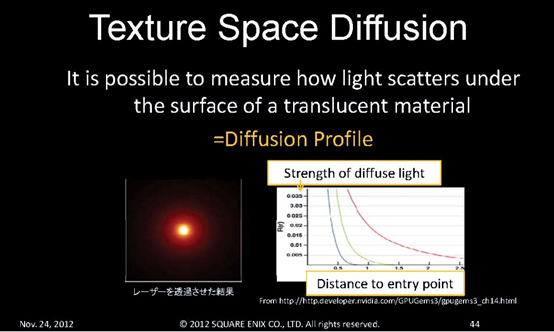 Texture Space Diffusion
It is possible to measure how light scatters under
the surface of a translucent material
=Diffusion Profile
Strength of diffuse light
0.035
0.03
0.025
0.02
0.015
0.01
0.005
R(r)
0.5
1
1.5
2
2.5
Distance to entry point
レーザーを透過させた結果
From http://http.developer.nvidia.com/GPUGems3/gpugems3_ch14.html
Nov. 24, 2012
© 2012 SQUARE ENIX CO., LTD. All rights reserved.
44